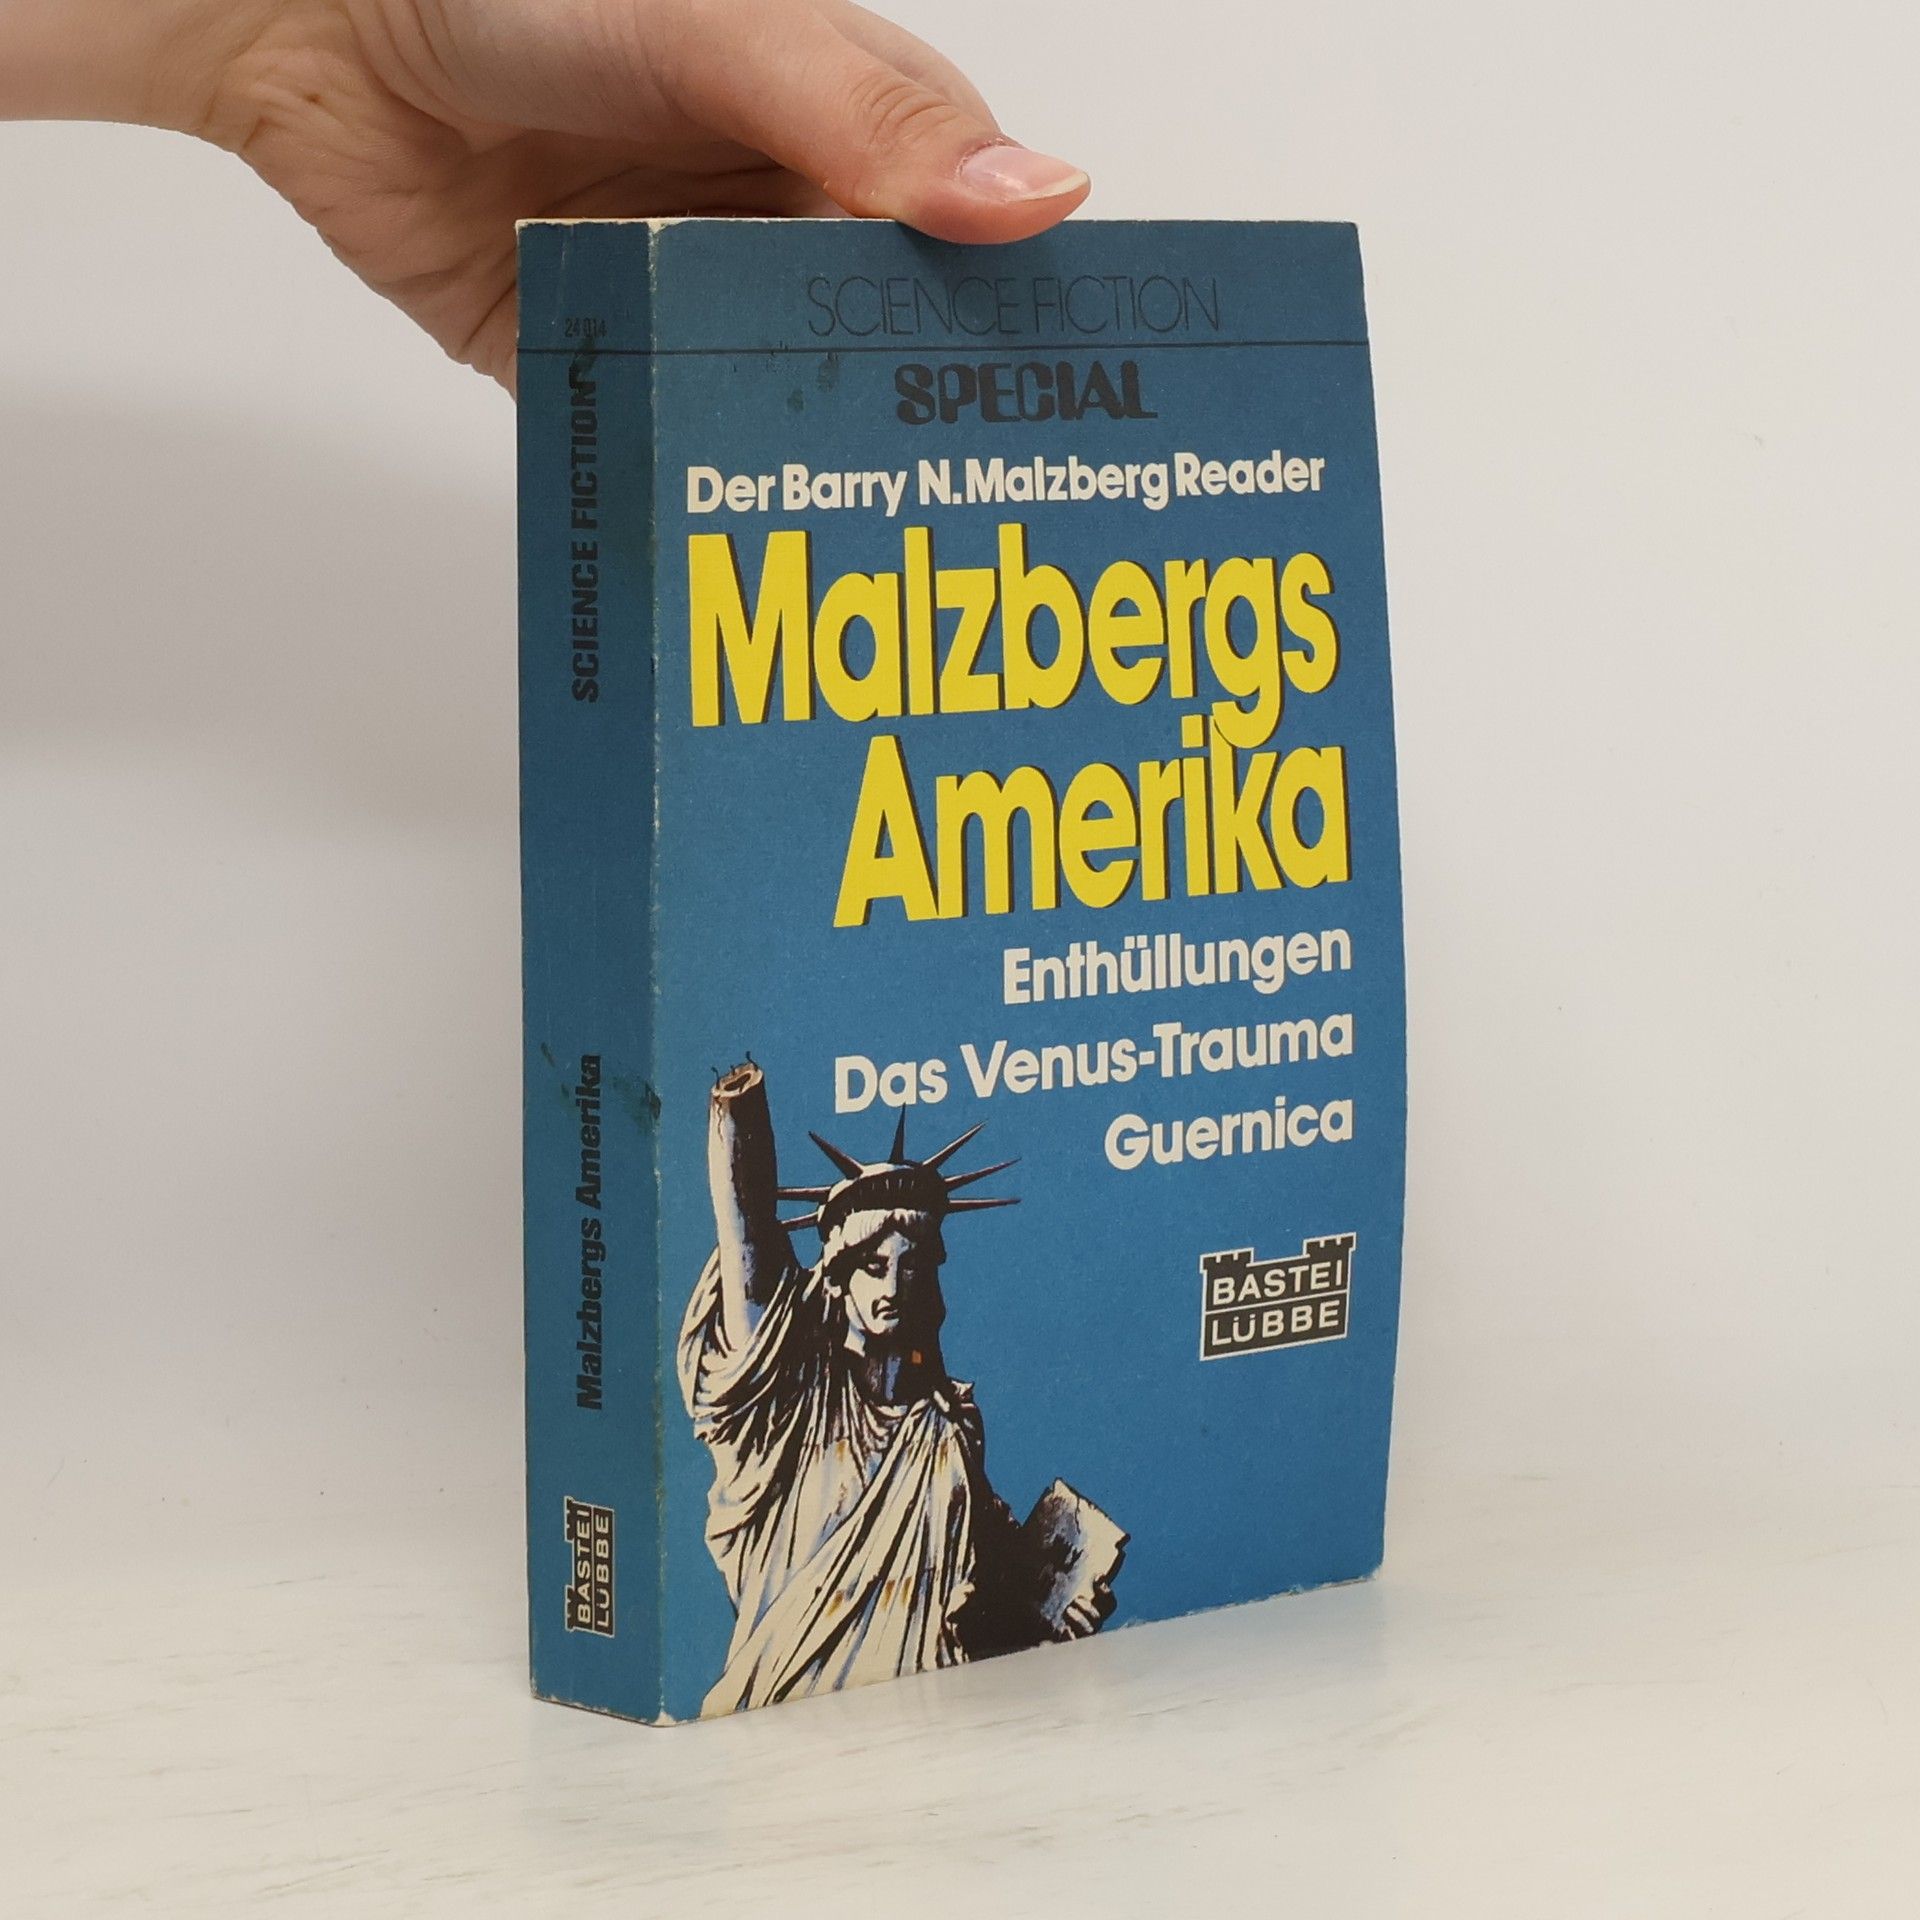 24 014
SCIENCE FICTION
Malzbergs Amerika
BASTEI
LÜBBE
SCIENCE FICTION
SPECIAL
Der Barry N. Malzberg Reader
Malzbergs
Amerika
Enthüllungen
Das Venus-Trauma
Guernica
BASTEI
LÜBBE